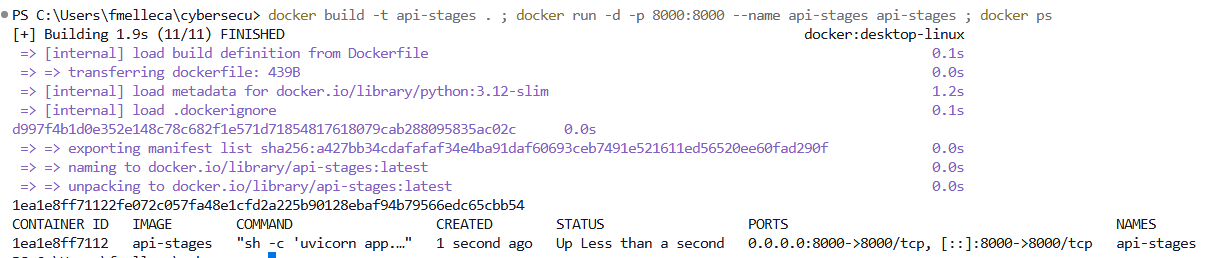 PS C:\Users\fmelleca\cybersecu> docker build -t api-stages . ; docker run -d -p 8000:8000 --name api-stages api-stages ; docker ps
[+] Building 1.9s (11/11) FINISHED docker:desktop-linux
=> [internal] load build definition from Dockerfile 0.1s
=> => transferring dockerfile: 439B 0.0s
=> [internal] load metadata for docker.io/library/python:3.12-slim 1.2s
=> [internal] load .dockerignore 0.1s
d997f4b1d0e352e148c78c682f1e571d71854817618079cab288095835ac02c 0.0s
=> => exporting manifest list sha256:a427bb34cdafafaf34e4ba91daf60693ceb7491e521611ed56520ee60fad290f 0.0s
=> => naming to docker.io/library/api-stages:latest 0.0s
=> => unpacking to docker.io/library/api-stages:latest 0.0s
1ea1e8ff71122fe072c057fa48e1cfd2a225b90128ebaf94b79566edc65cbb54
CONTAINER ID IMAGE COMMAND CREATED STATUS PORTS NAMES
1ea1e8ff7112 api-stages "sh -c 'uvicorn app.…" 1 second ago Up Less than a second 0.0.0.0:8000->8000/tcp, [::]:8000->8000/tcp api-stages